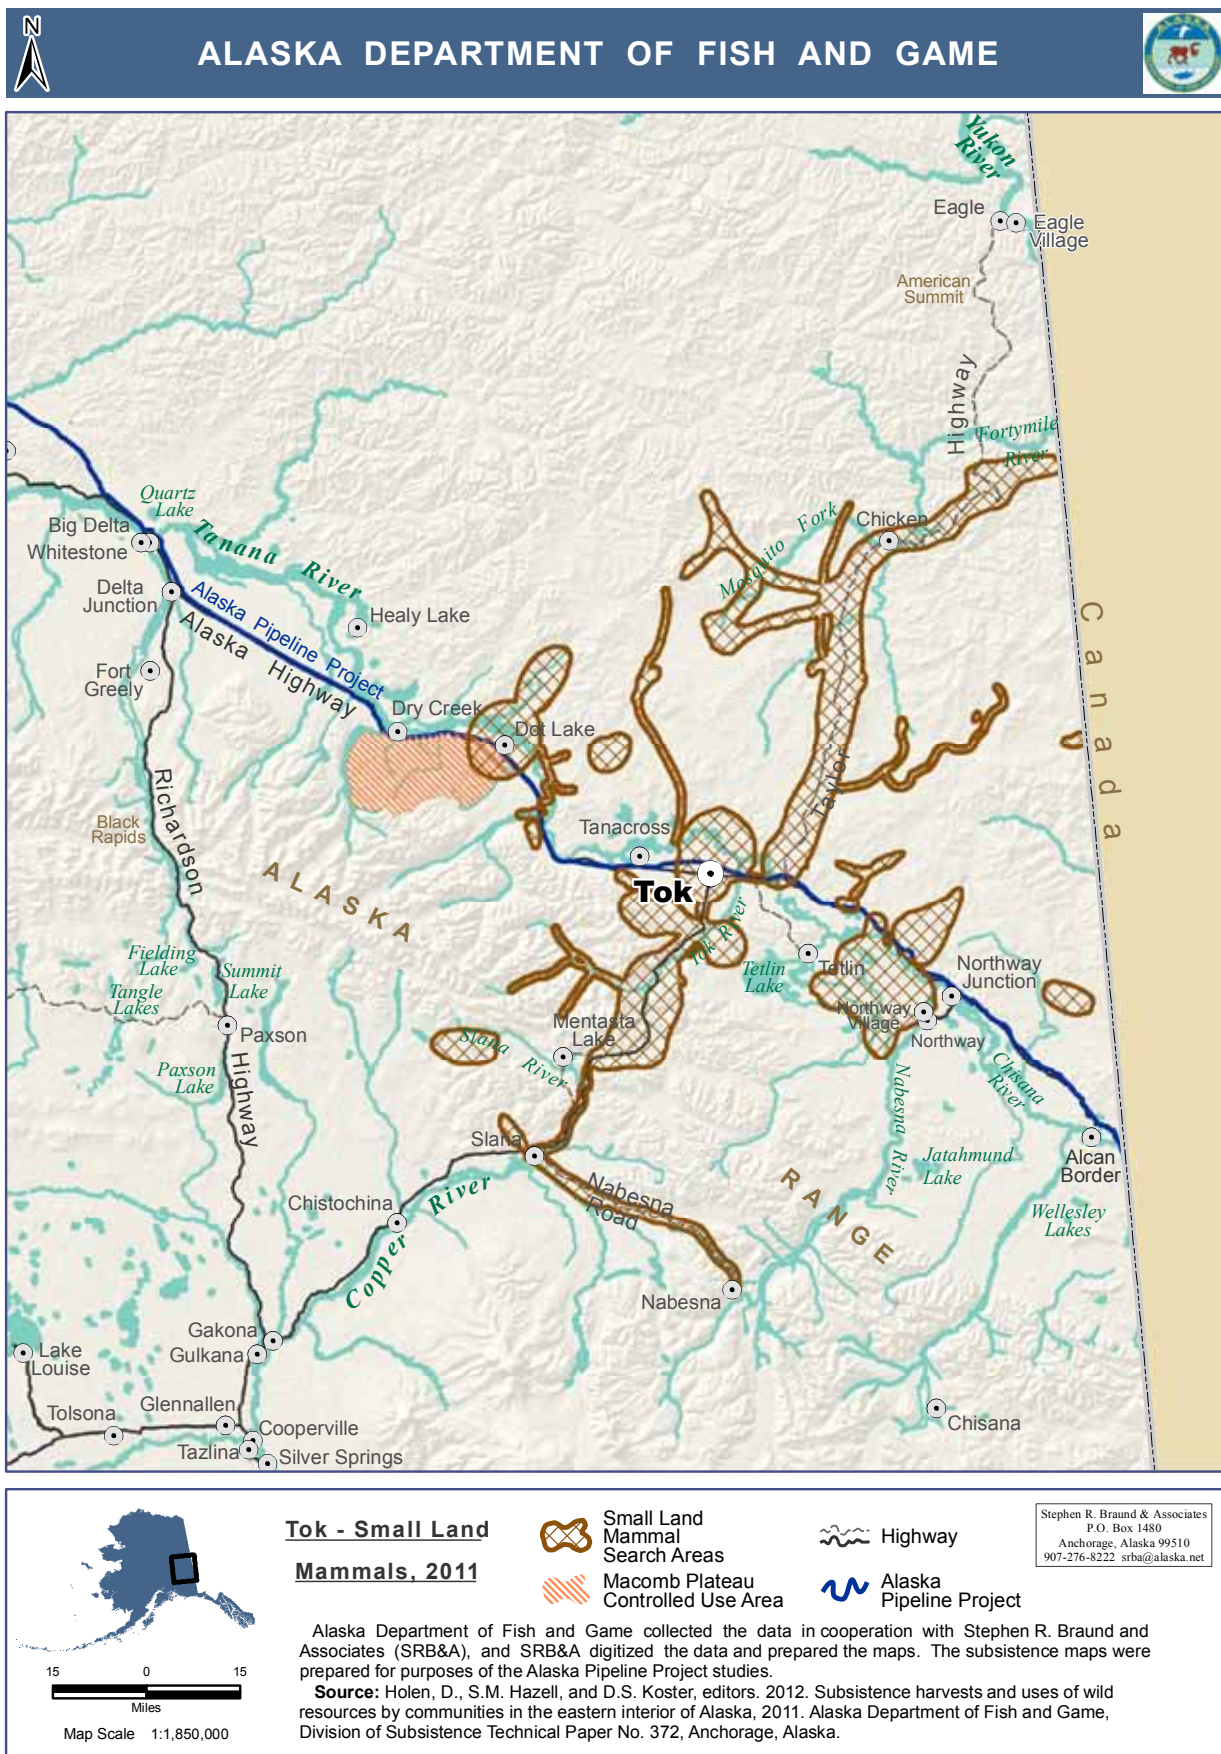 N
ALASKA DEPARTMENT OF FISH AND GAME
ALASKA
Yukon
River
Eagle
Eagle
Village
American
Summit
Highway
Fortymile
River
Quartz
Lake
Big Delta
Whitestone
Tanana River
Mosquito Fork
Chicken
Delta
Junction
Alaska Pipeline Project
Alaska Highway
Healy Lake
Canada
Fort
Greely
Dry Creek
Dot Lake
Taylor
Richardson
Black
Rapids
Tanacross
Tok
ALASKA
Tok River
Fielding
Lake
Tangle
Lakes
Summit
Lake
Tetlin
Lake
Tetlin
Northway
Junction
Northway
Village
Northway
Paxson
Mentasta
Lake
Slana
River
Paxson
Lake
Highway
Chisana
River
Nabesna River
Slana
Jatahmund
Lake
Alcan
Border
Nabesna
Road
RANGE
Wellesley
Lakes
Chistochina
Copper River
Nabesna
Gakona
Gulkana
Lake
Louise
Glennallen
Tolsona
Cooperville
Tazlina
Silver Springs
Chisana
Tok - Small Land
Mammals, 2011
Small Land
Mammal
Search Areas
Macomb Plateau
Controlled Use Area
Highway
Alaska
Pipeline Project
Stephen R. Braund & Associates
P.O. Box 1480
Anchorage, Alaska 99510
907-276-8222 srba@alaska.net
15 0 15
Miles
Map Scale 1:1,850,000
Alaska Department of Fish and Game collected the data in cooperation with Stephen R. Braund and
Associates (SRB&A), and SRB&A digitized the data and prepared the maps. The subsistence maps were
prepared for purposes of the Alaska Pipeline Project studies.
Source: Holen, D., S.M. Hazell, and D.S. Koster, editors. 2012. Subsistence harvests and uses of wild
resources by communities in the eastern interior of Alaska, 2011. Alaska Department of Fish and Game,
Division of Subsistence Technical Paper No. 372, Anchorage, Alaska.